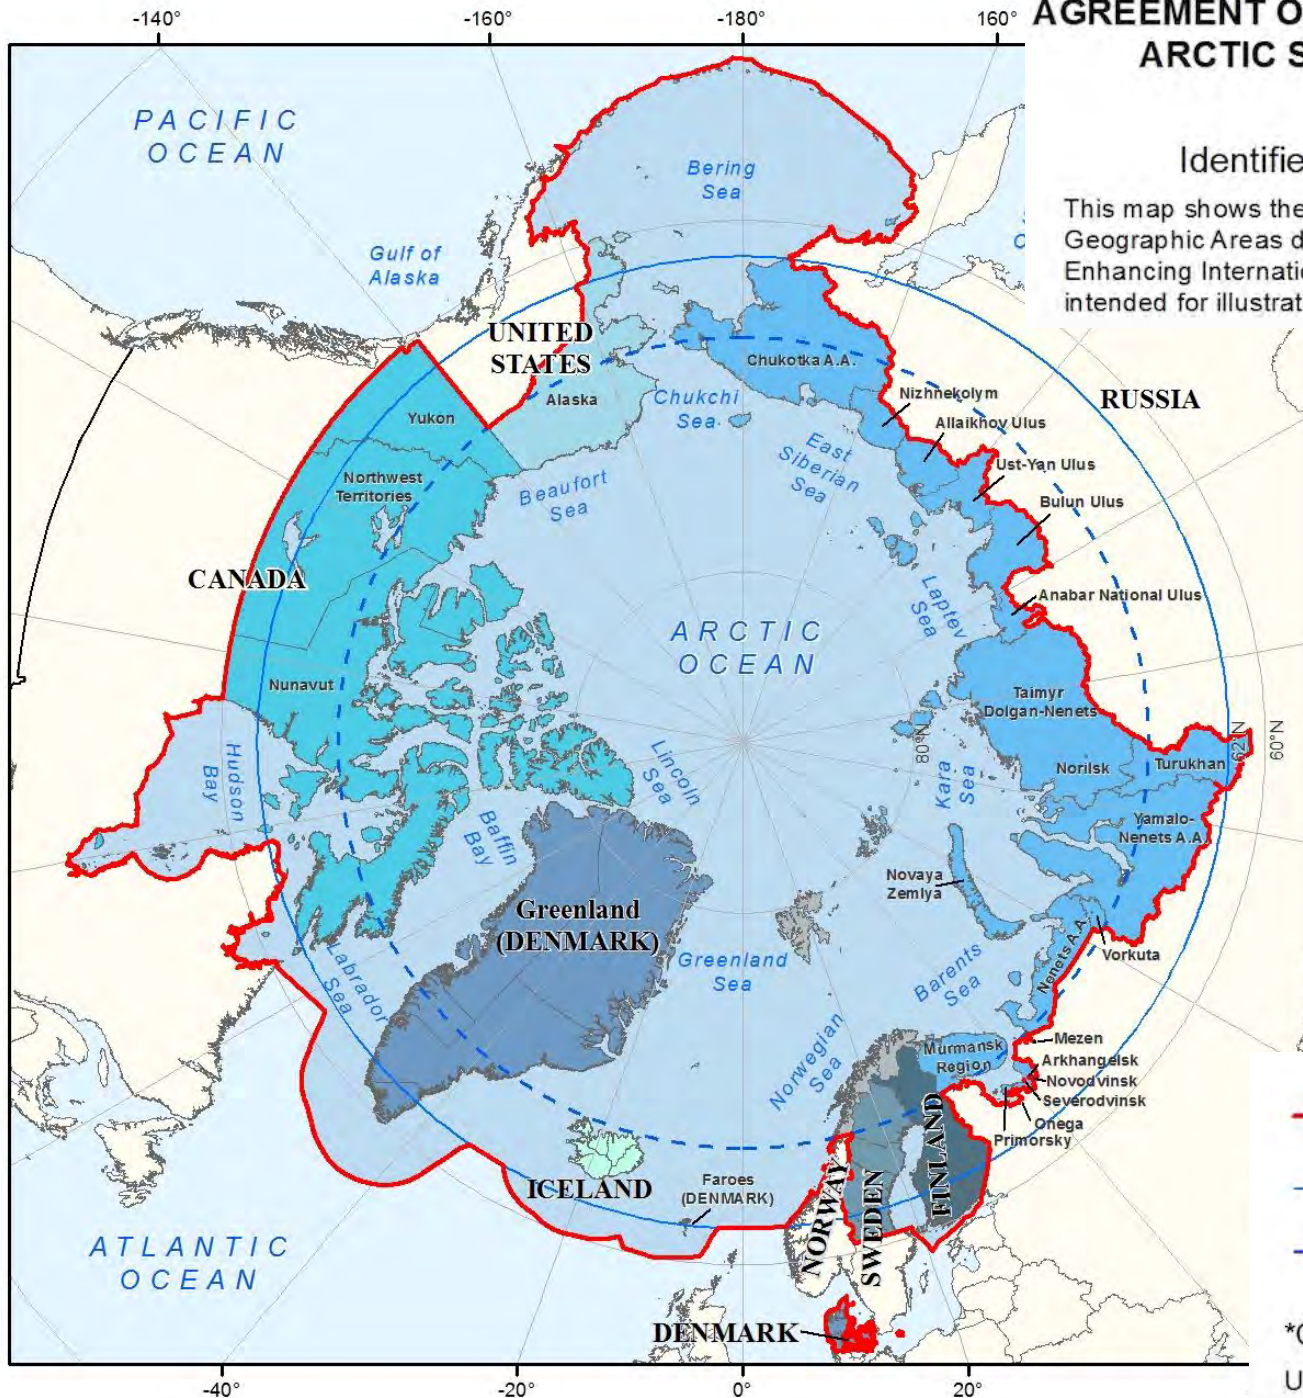 -140°
-160°
-180°
160°
AGREEMENT O
ARCTIC S
Identifie
This map shows the
Geographic Areas d
Enhancing Internatio
intended for illustrat
PACIFIC
OCEAN
Bering
Sea
Gulf of
Alaska
UNITED
STATES
Alaska
Chukchi
Sea
Chukotka A.A.
Nizhnekolym
Allaikhov Ulus
RUSSIA
Yukon
East
Siberian
Sea
Ust-Yan Ulus
Northwest
Territories
Beaufort
Sea
Bulun Ulus
CANADA
Laptev
Sea
Anabar National Ulus
ARCTIC
OCEAN
Nunavut
Taimyr
Dolgan-Nenets
Hudson
Bay
Lincoln
Sea
80°N
Kara
Sea
Norilsk
Turukhan
62°N
60°N
Baffin
Bay
Yamalo-
Nenets A.A.
Novaya
Zemlya
Greenland
(DENMARK)
Nenets A.A.
Vorkuta
Labrador
Sea
Greenland
Sea
Barents
Sea
Norwegian
Sea
Murmansk
Region
Mezen
Arkhangelsk
Novodvinsk
Severodvinsk
Onega
Primorsky
ICELAND
Faroes
(DENMARK)
NORWAY
SWEDEN
FINLAND
ATLANTIC
OCEAN
DENMARK
*
U
-40°
-20°
0°
20°